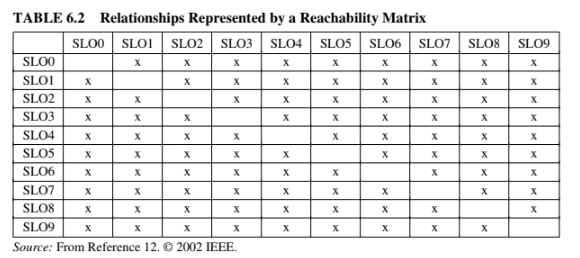 TABLE 6.2 Relationships Represented by a Reachability Matrix
SLO0 SLO1 SLO2 SLO3 SLO4 SLO5 SLO6 SLO7 SLO8 SLO9
SLO0 x x x x x x x x x
SLO1 x x x x x x x x x
SLO2 x x x x x x x x x
SLO3 x x x x x x x x x
SLO4 x x x x x x x x x
SLO5 x x x x x x x x x
SLO6 x x x x x x x x x
SLO7 x x x x x x x x x
SLO8 x x x x x x x x x
SLO9 x x x x x x x x x
Source: From Reference 12. © 2002 IEEE.